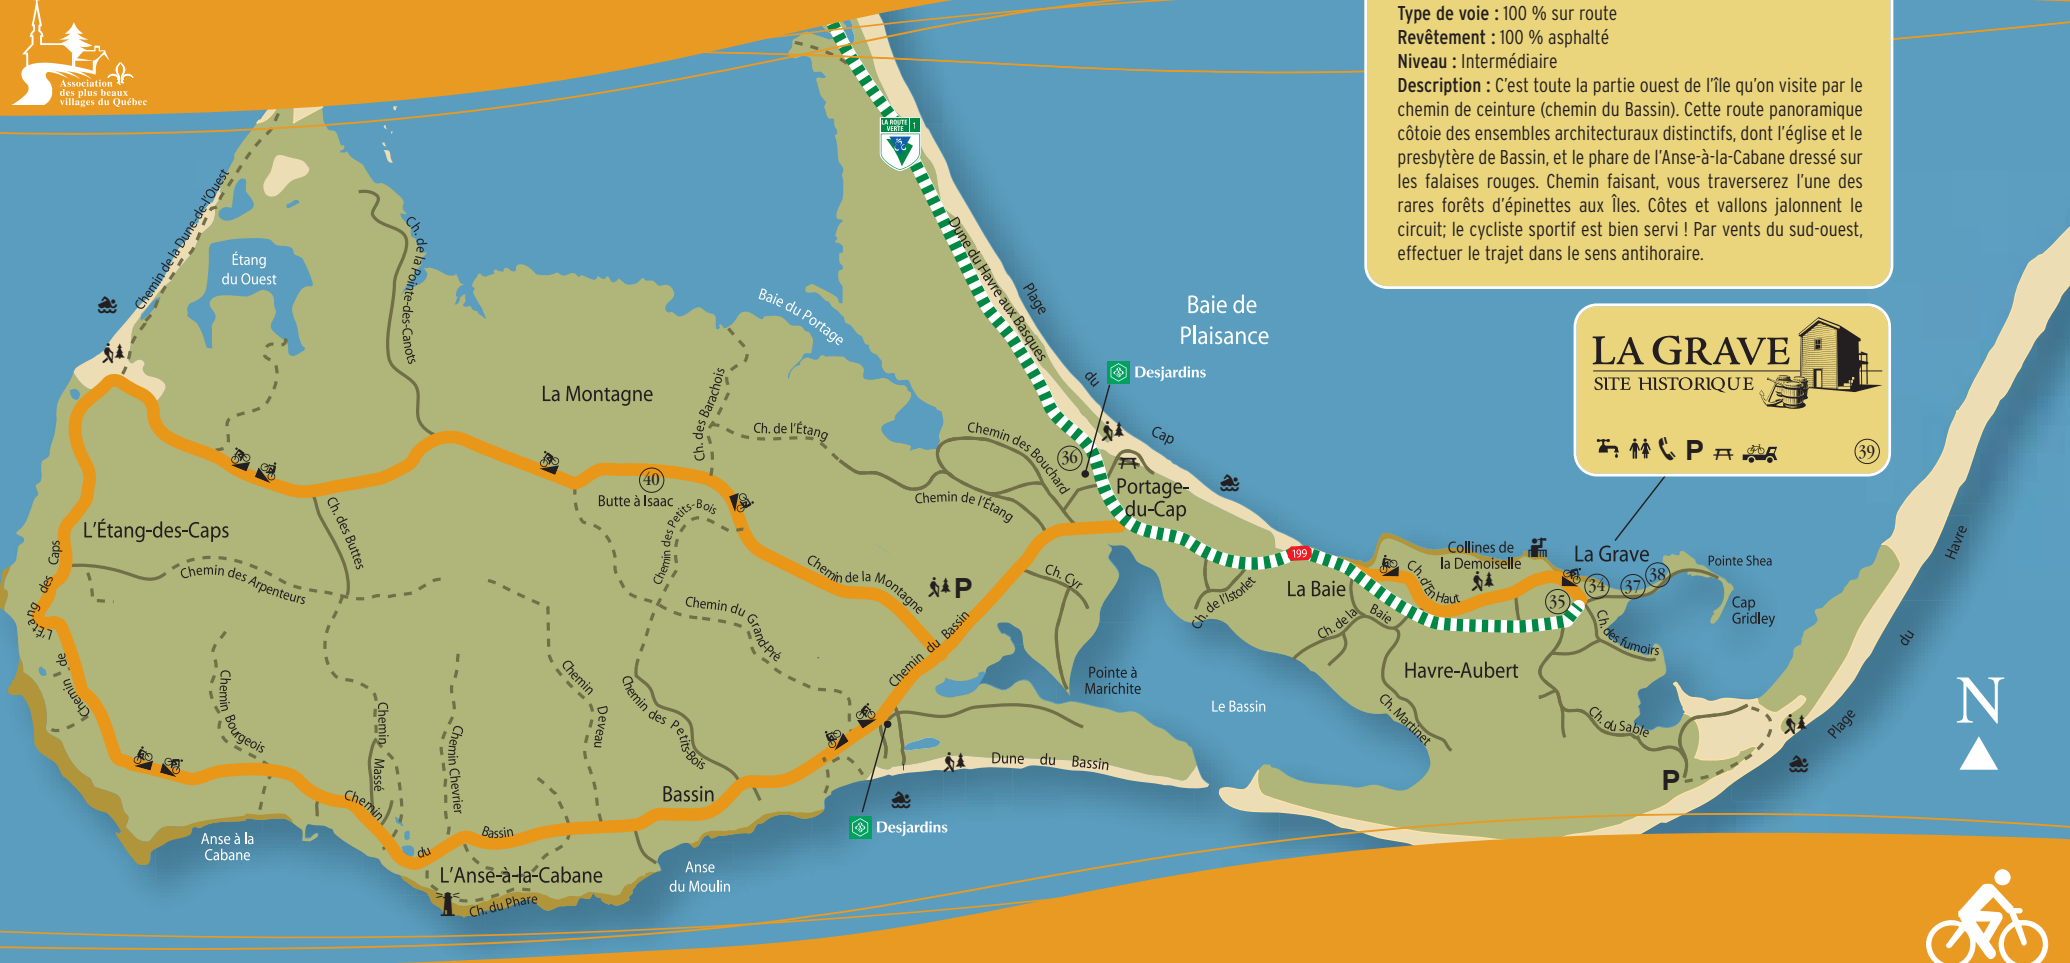 Association
des plus beaux
villages du Québec
Type de voie : 100 % sur route
Revêtement : 100 % asphalté
Niveau : Intermédiaire
Description : C'est toute la partie ouest de l'île qu'on visite par le
chemin de ceinture (chemin du Bassin). Cette route panoramique
côtoie des ensembles architecturaux distinctifs, dont l'église et le
presbytère de Bassin, et le phare de l'Anse-à-la-Cabane dressé sur
les falaises rouges. Chemin faisant, vous traverserez l'une des
rares forêts d'épinettes aux Îles. Côtes et vallons jalonnent le
circuit; le cycliste sportif est bien servi ! Par vents du sud-ouest,
effectuer le trajet dans le sens antihoraire.
LA ROUTE
VERTE 1
Chemin de la Dune-de-l'Ouest
Étang
du Ouest
Ch. de la Pointe-des-Canots
Dune du Havre aux Basques
Plage
du
Cap
Baie du Portage
Baie de
Plaisance
Desjardins
LA GRAVE
SITE HISTORIQUE
P
39
La Montagne
Ch. des Barachois
Ch. de l'Étang
Chemin des Bouchard
36
40
Butte à Isaac
Chemin de l'Étang
Portage-
du-Cap
L'Étang-des-Caps
Ch. des Buttes
Chemin des Petits-Bois
199
Collines de
la Demoiselle
La Grave
Pointe Shea
Chemin des Arpenteurs
Chemin de la Montagne
P
Ch. Cyr
Ch. de l'Istorlet
La Baie
Ch. d'En Haut
34
37
38
35
Cap
Gridley
Havre
du
Plage
Chemin de L'Étang des Caps
Chemin du Grand-Pré
Chemin du Bassin
Ch. de la Baie
Ch. des fumoirs
Pointe à
Marichite
Havre-Aubert
Le Bassin
N
Chemin Bourgeois
Chemin Massé
Chemin Chevrier
Chemin Deveau
Chemin des Petits-Bois
Ch. Martinet
Ch. du Sable
Dune du Bassin
P
Bassin
Desjardins
Chemin du Bassin
Anse à la
Cabane
L'Anse-à-la-Cabane
Anse
du Moulin
Ch. du Phare